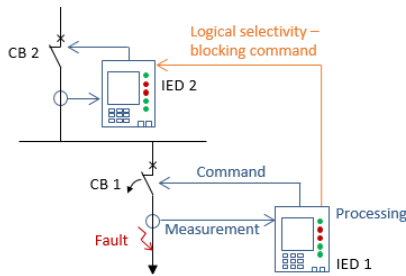 Logical selectivity –
blocking command
CB 2
IED 2
Command
CB 1
Processing
Fault
Measurement
IED 1